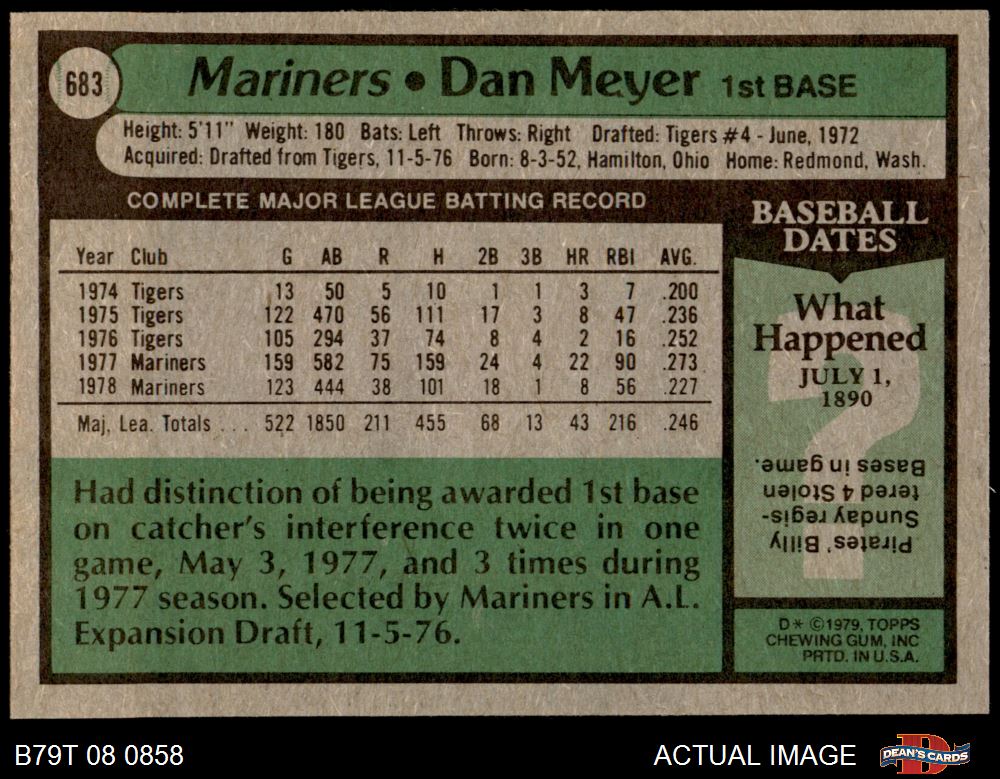 683
Mariners • Dan Meyer 1st BASE
Height: 5'11" Weight: 180 Bats: Left Throws: Right Drafted: Tigers #4 - June, 1972
Acquired: Drafted from Tigers, 11-5-76 Born: 8-3-52, Hamilton, Ohio Home: Redmond, Wash.
COMPLETE MAJOR LEAGUE BATTING RECORD
Year Club G AB R H 2B 3B HR RBI AVG.
1974 Tigers 13 50 5 10 1 1 3 7 .200
1975 Tigers 122 470 56 111 17 3 8 47 .236
1976 Tigers 105 294 37 74 8 4 2 16 .252
1977 Mariners 159 582 75 159 24 4 22 90 .273
1978 Mariners 123 444 38 101 18 1 8 56 .227
Maj. Lea. Totals ... 522 1850 211 455 68 13 43 216 .246
Had distinction of being awarded 1st base
on catcher's interference twice in one
game, May 3, 1977, and 3 times during
1977 season. Selected by Mariners in A.L.
Expansion Draft, 11-5-76.
BASEBALL
DATES
What
Happened
JULY 1,
1890
?
Pirates' Billy
Sunday regis-
tered 4 Stolen
Bases in game.
D* ©1979, TOPPS
CHEWING GUM, INC
PRTD. IN U.S.A.
B79T 08 0858
ACTUAL IMAGE
D
DEAN'S CARDS